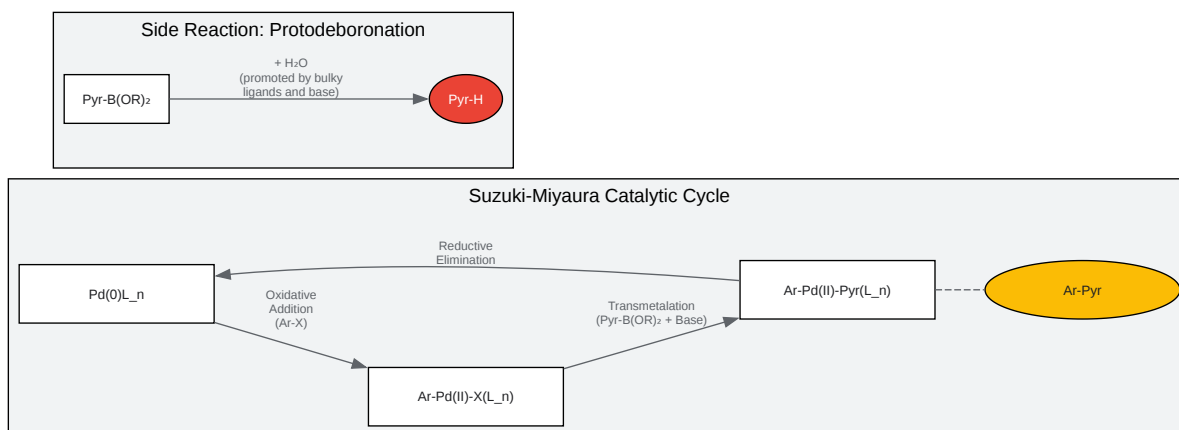 Side Reaction: Protodeboronation
+ H₂O
(promoted by bulky
ligands and base)
Pyr-B(OR)₂
Pyr-H
Suzuki-Miyaura Catalytic Cycle
Reductive
Elimination
Pd(0)L_n
Oxidative
Addition
(Ar-X)
Transmetalation
(Pyr-B(OR)₂ + Base)
Ar-Pd(II)-Pyr(L_n)
Ar-Pyr
Ar-Pd(II)-X(L_n)